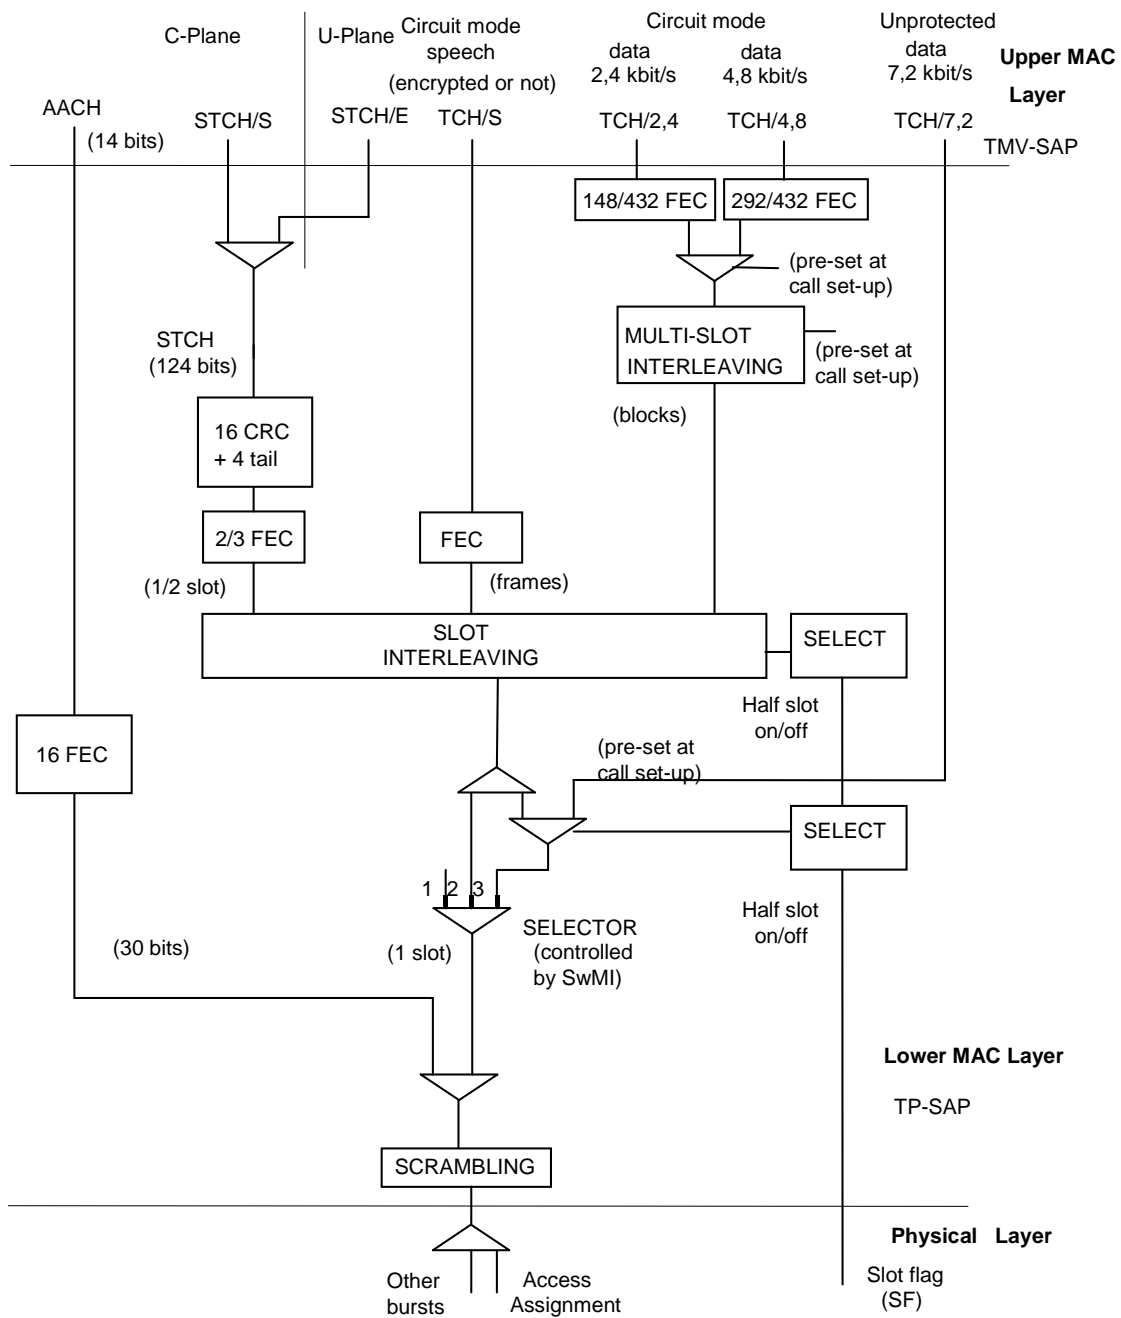 C-Plane
U-Plane
Circuit mode
speech
(encrypted or not)
Circuit mode
data
2,4 kbit/s
data
4,8 kbit/s
Unprotected
data
7,2 kbit/s
Upper MAC
Layer
AACH
(14 bits)
STCH/S
STCH/E
TCH/S
TCH/2,4
TCH/4,8
TCH/7,2
TMV-SAP
148/432 FEC
292/432 FEC
(pre-set at
call set-up)
STCH
(124 bits)
MULTI-SLOT
INTERLEAVING
(pre-set at
call set-up)
(blocks)
16 CRC
+ 4 tail
2/3 FEC
FEC
(1/2 slot)
(frames)
SLOT
INTERLEAVING
SELECT
Half slot
on/off
16 FEC
(pre-set at
call set-up)
SELECT
1 2 3
SELECTOR
(controlled
by SwMI)
Half slot
on/off
(30 bits)
(1 slot)
Lower MAC Layer
TP-SAP
SCRAMBLING
Physical Layer
Other
bursts
Access
Assignment
Slot flag
(SF)